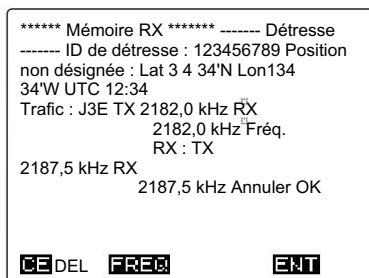 ****** Mémoire RX ******* ------- Détresse
------- ID de détresse : 123456789 Position
non désignée : Lat 3 4 34'N Lon134
34'W UTC 12:34
Trafic : J3E TX 2182,0 kHz RX
2182,0 kHz Fréq.
RX : TX
2187,5 kHz RX
2187,5 kHz Annuler OK
CE DEL FREQ ENT